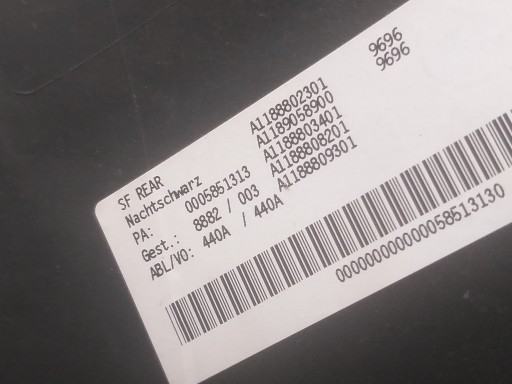 9696
9696
SF REAR
Nachtschwarz
PA: 0005851313
Gest.: 8882 / 003
ABL/VO: 440A / 440A
A1188802301
A1189058900
A1188803401
A1188808201
A1188809301
000000000000058513130